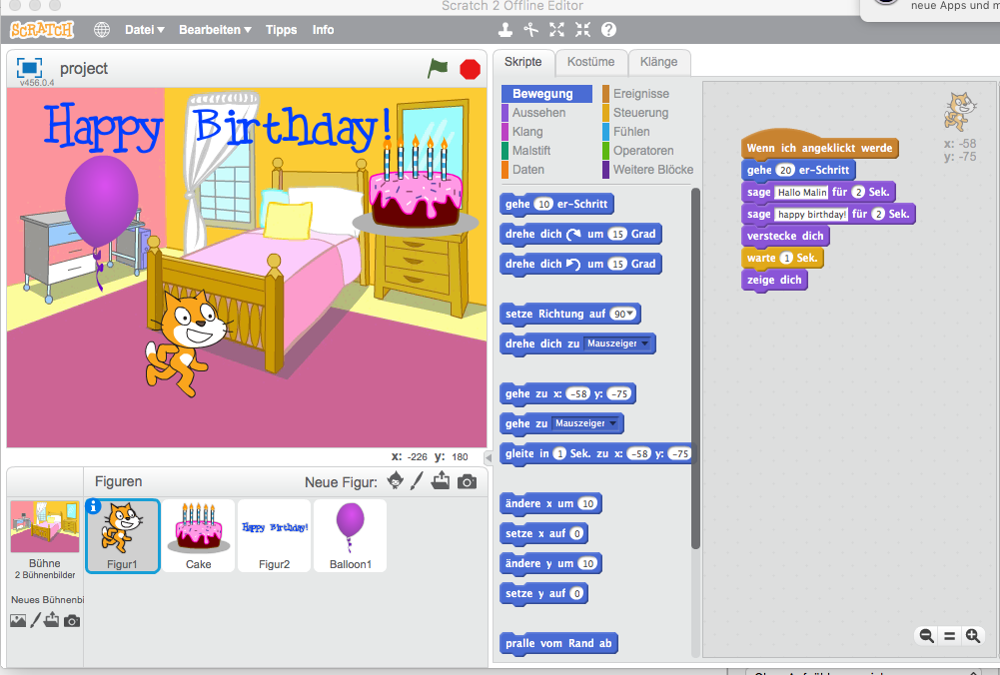 Scratch 2 Offline Editor
neue Apps und m
SCRATCH
Datei Bearbeiten Tipps Info
project
v456.0.4
Happy Birthday!
x: -226 y: 180
Figuren
Neue Figur:
Bühne
2 Bühnenbilder
Neues Bühnenbi
Figur1
Cake
Happy Birthday!
Figur2
Balloon1
Skripte Kostüme Klänge
Bewegung Ereignisse
Aussehen Steuerung
Klang Fühlen
Malstift Operatoren
Daten Weitere Blöcke
gehe 10 er-Schritt
drehe dich um 15 Grad
drehe dich um 15 Grad
setze Richtung auf 90
drehe dich zu Mauszeiger
gehe zu x: -58 y: -75
gehe zu Mauszeiger
gleite in 1 Sek. zu x: -58 y: -75
ändere x um 10
setze x auf 0
ändere y um 10
setze y auf 0
pralle vom Rand ab
x: -58
y: -75
Wenn ich angeklickt werde
gehe 20 er-Schritt
sage Hallo Malin für 2 Sek.
sage happy birthday! für 2 Sek.
verstecke dich
warte 1 Sek.
zeige dich